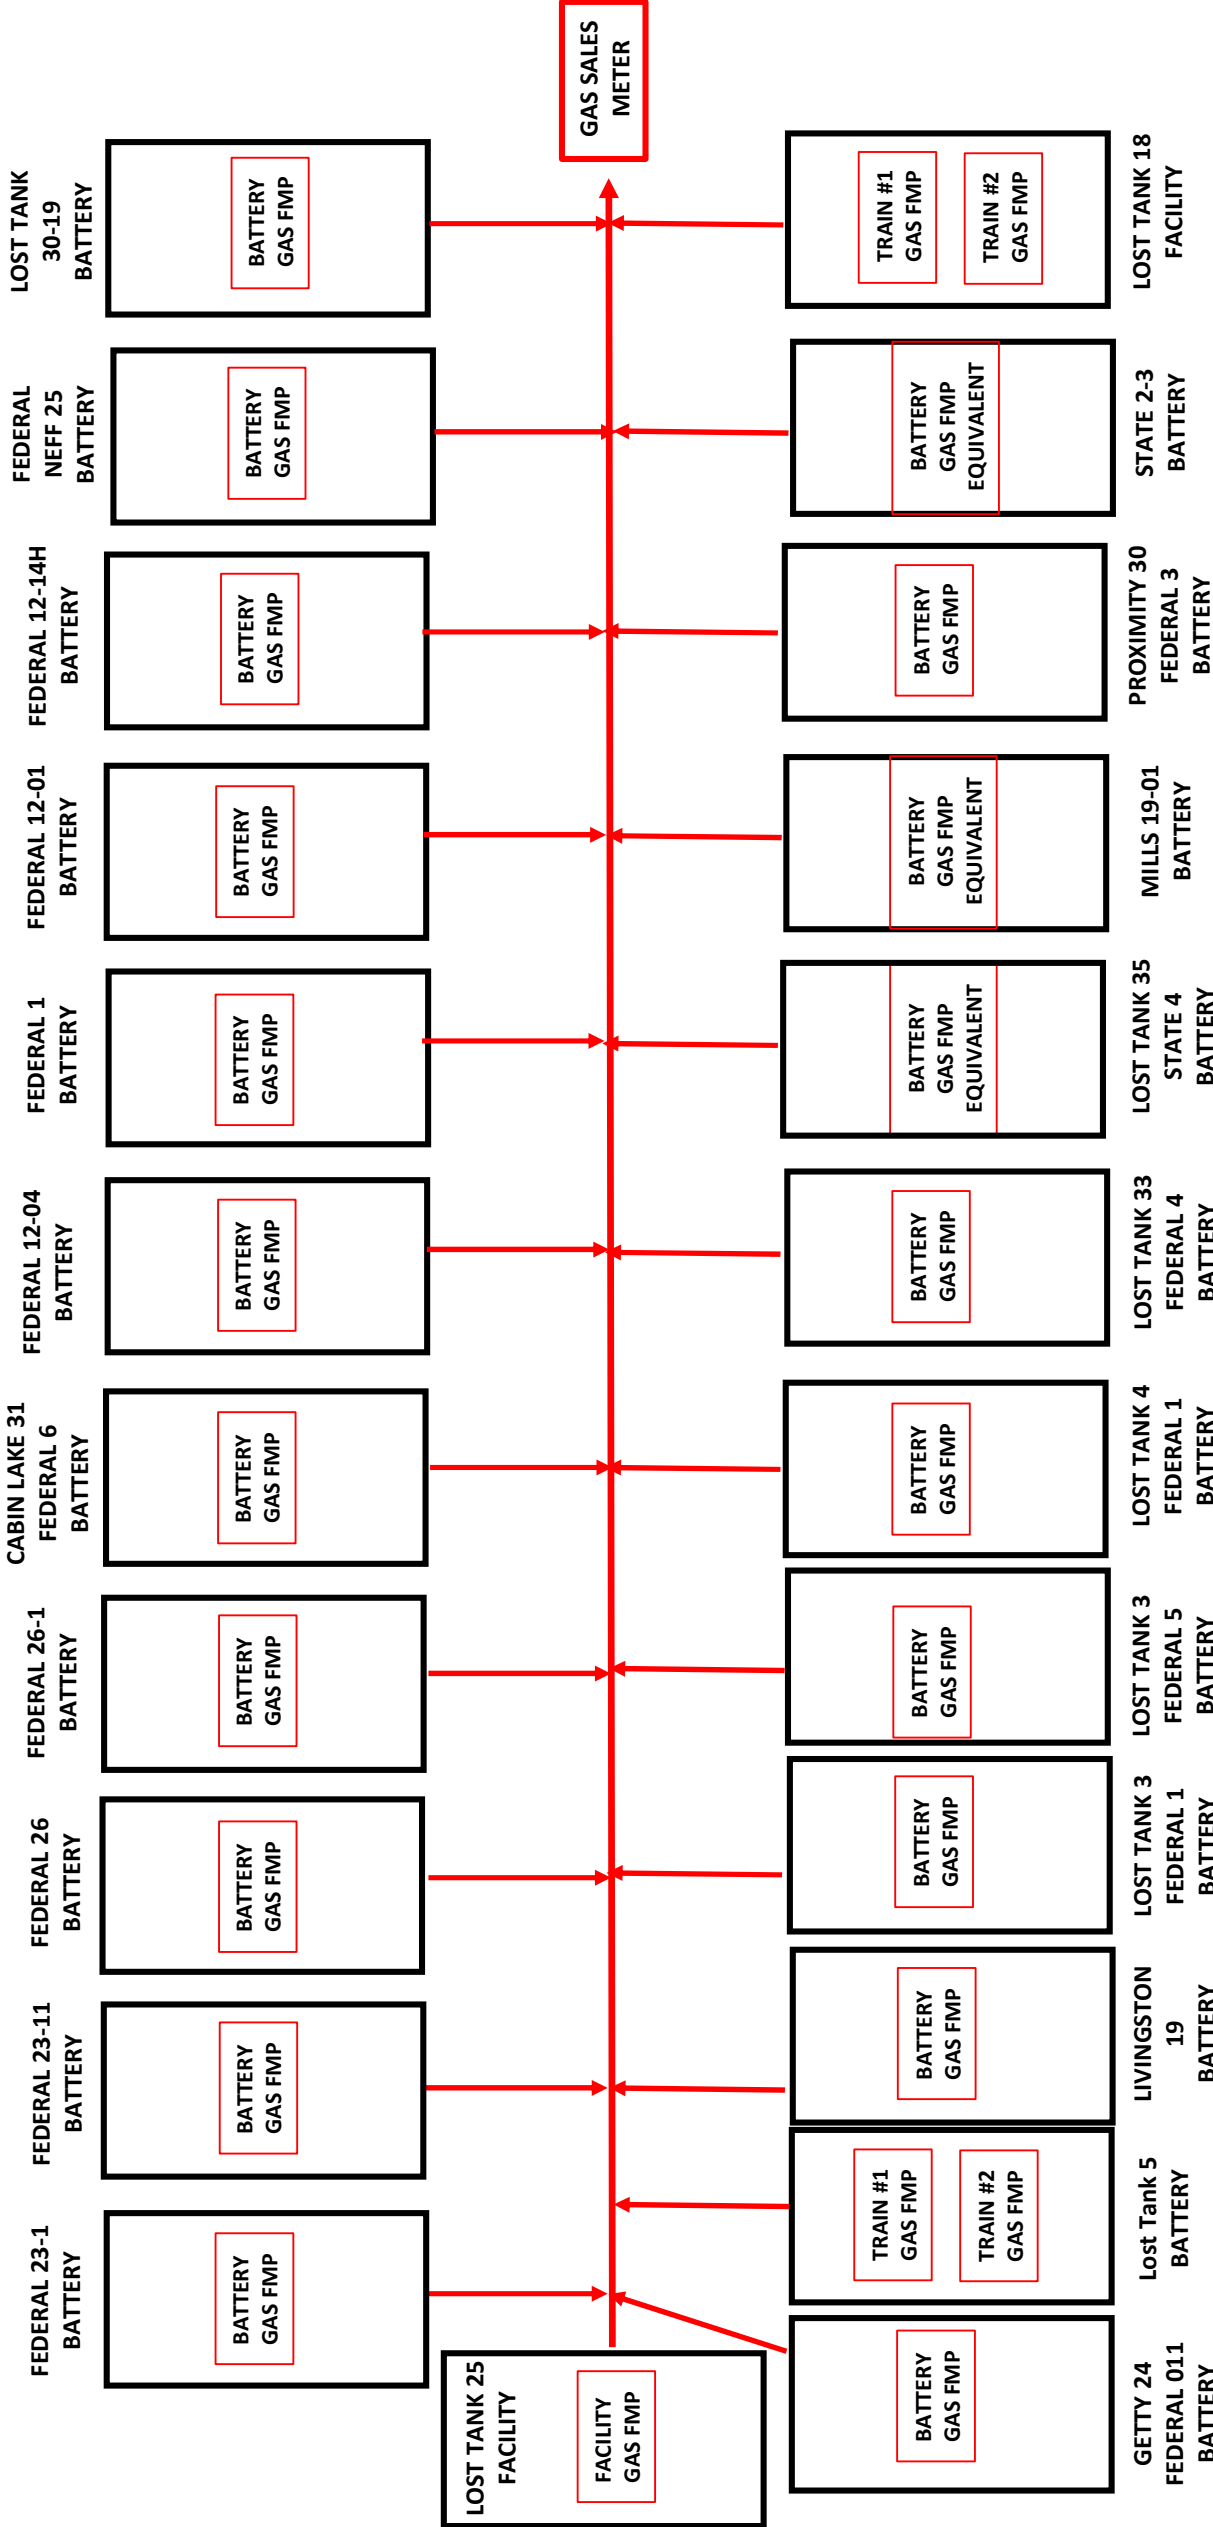 FEDERAL 23-1
BATTERY
BATTERY
GAS FMP
FEDERAL 23-11
BATTERY
BATTERY
GAS FMP
FEDERAL 26
BATTERY
BATTERY
GAS FMP
FEDERAL 26-1
BATTERY
BATTERY
GAS FMP
CABIN LAKE 31
FEDERAL 6
BATTERY
BATTERY
GAS FMP
FEDERAL 12-04
BATTERY
BATTERY
GAS FMP
FEDERAL 1
BATTERY
BATTERY
GAS FMP
FEDERAL 12-01
BATTERY
BATTERY
GAS FMP
FEDERAL 12-14H
BATTERY
BATTERY
GAS FMP
FEDERAL
NEFF 25
BATTERY
BATTERY
GAS FMP
LOST TANK
30-19
BATTERY
BATTERY
GAS FMP
LOST TANK 25
FACILITY
FACILITY
GAS FMP
GAS SALES
METER
BATTERY
GAS FMP
GETTY 24
FEDERAL 011
BATTERY
TRAIN #1
GAS FMP
TRAIN #2
GAS FMP
Lost Tank 5
BATTERY
BATTERY
GAS FMP
LIVINGSTON
19
BATTERY
BATTERY
GAS FMP
LOST TANK 3
FEDERAL 1
BATTERY
BATTERY
GAS FMP
LOST TANK 3
FEDERAL 5
BATTERY
BATTERY
GAS FMP
LOST TANK 4
FEDERAL 1
BATTERY
BATTERY
GAS FMP
LOST TANK 33
FEDERAL 4
BATTERY
BATTERY
GAS FMP
EQUIVALENT
LOST TANK 35
STATE 4
BATTERY
BATTERY
GAS FMP
EQUIVALENT
MILLS 19-01
BATTERY
BATTERY
GAS FMP
PROXIMITY 30
FEDERAL 3
BATTERY
BATTERY
GAS FMP
EQUIVALENT
STATE 2-3
BATTERY
TRAIN #1
GAS FMP
TRAIN #2
GAS FMP
LOST TANK 18
FACILITY